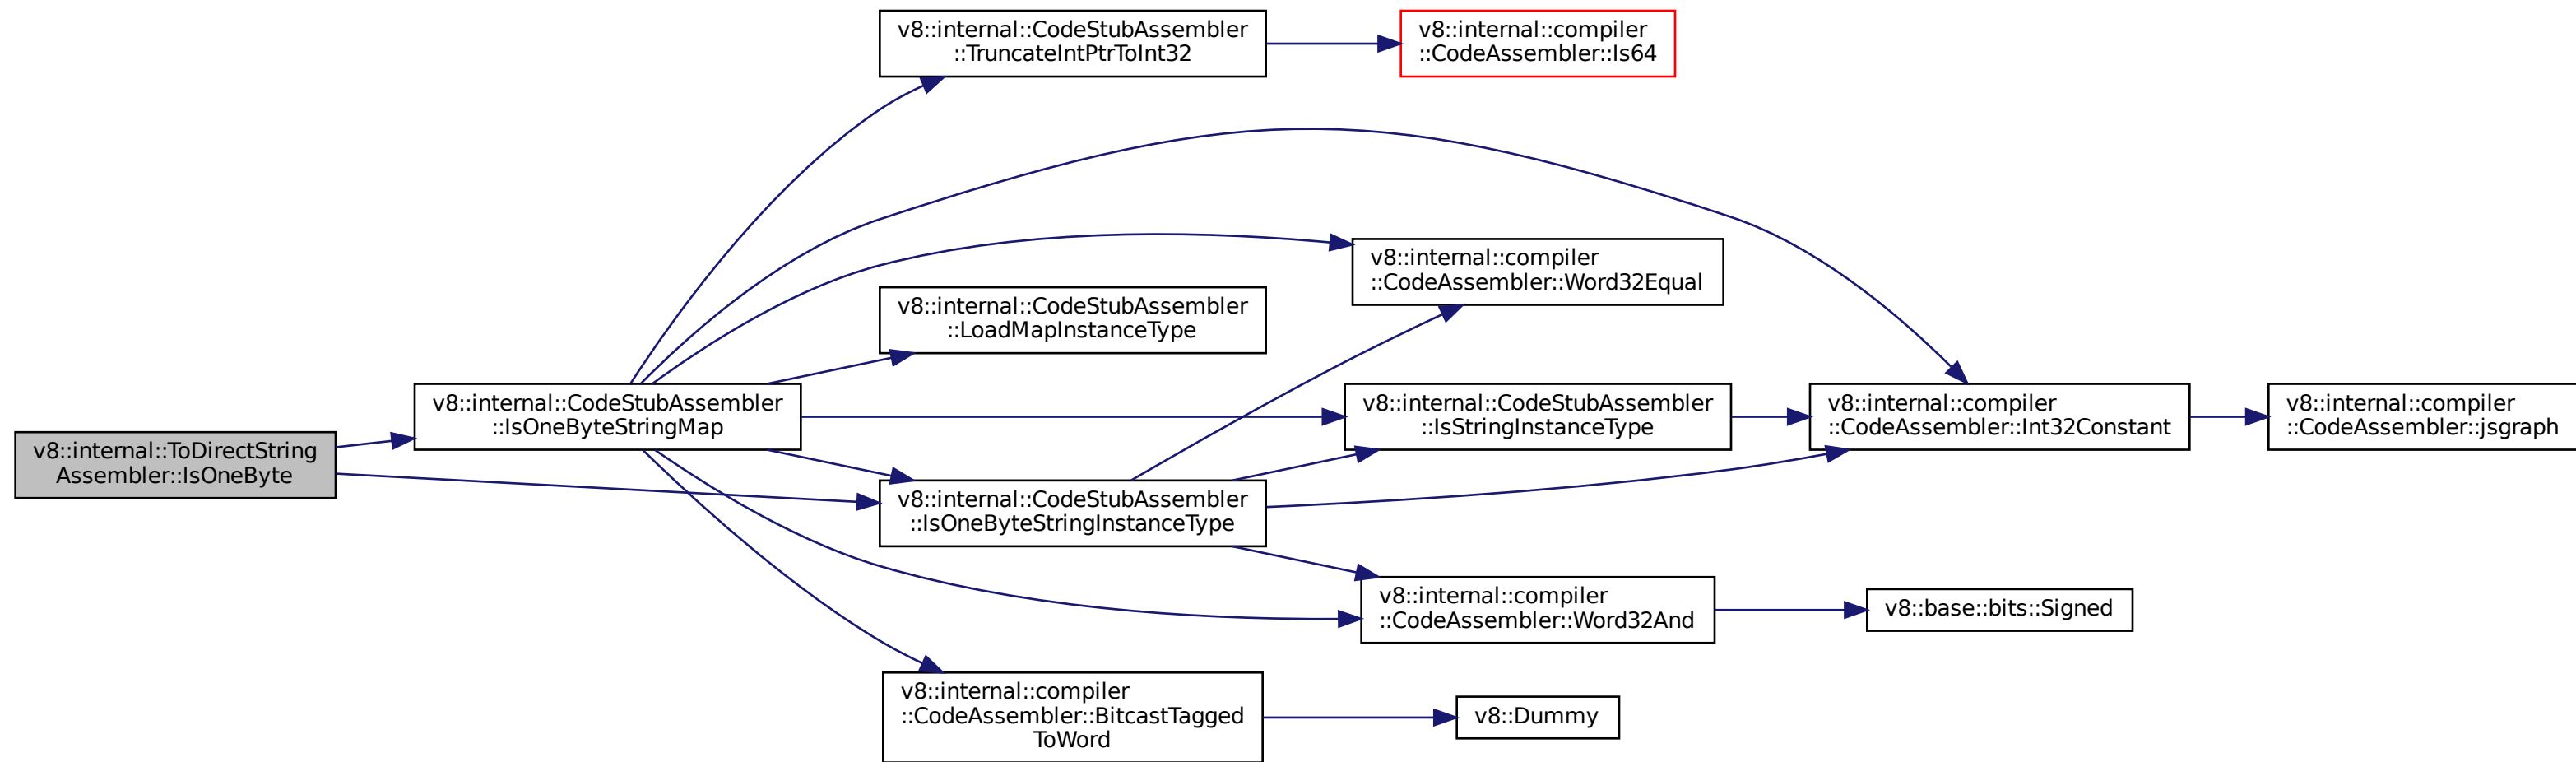 v8::internal::ToDirectString
Assembler::IsOneByte
v8::internal::CodeStubAssembler
::IsOneByteStringMap
v8::internal::CodeStubAssembler
::TruncateIntPtrToInt32
v8::internal::compiler
::CodeAssembler::Is64
v8::internal::compiler
::CodeAssembler::Word32Equal
v8::internal::CodeStubAssembler
::LoadMapInstanceType
v8::internal::CodeStubAssembler
::IsStringInstanceType
v8::internal::compiler
::CodeAssembler::Int32Constant
v8::internal::compiler
::CodeAssembler::jsgraph
v8::internal::CodeStubAssembler
::IsOneByteStringInstanceType
v8::internal::compiler
::CodeAssembler::Word32And
v8::base::bits::Signed
v8::internal::compiler
::CodeAssembler::BitcastTagged
ToWord
v8::Dummy